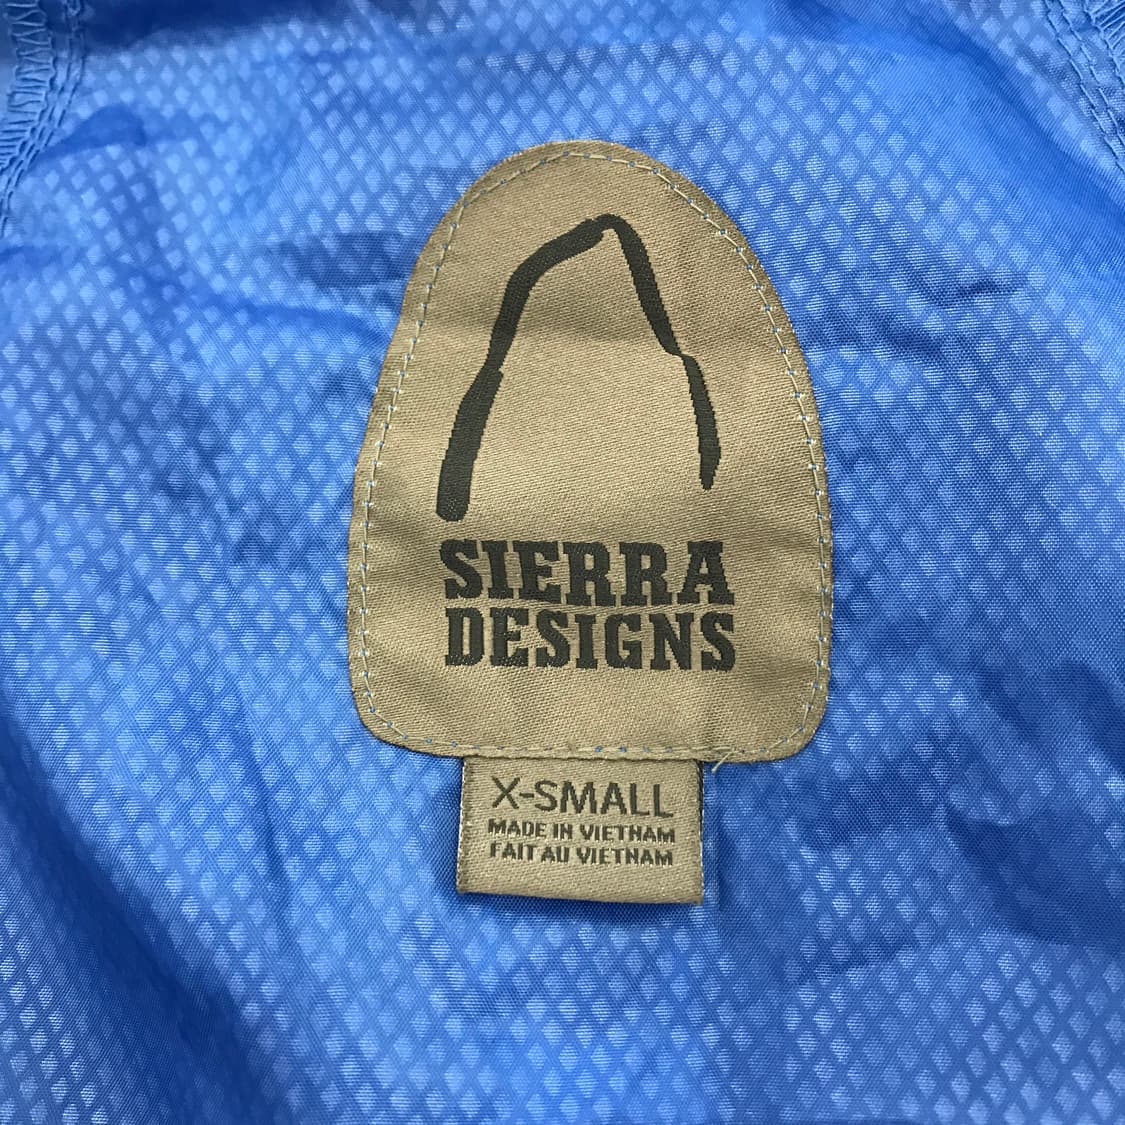 SIERRA
DESIGNS
X-SMALL
MADE IN VIETNAM
FAIT AU VIETNAM